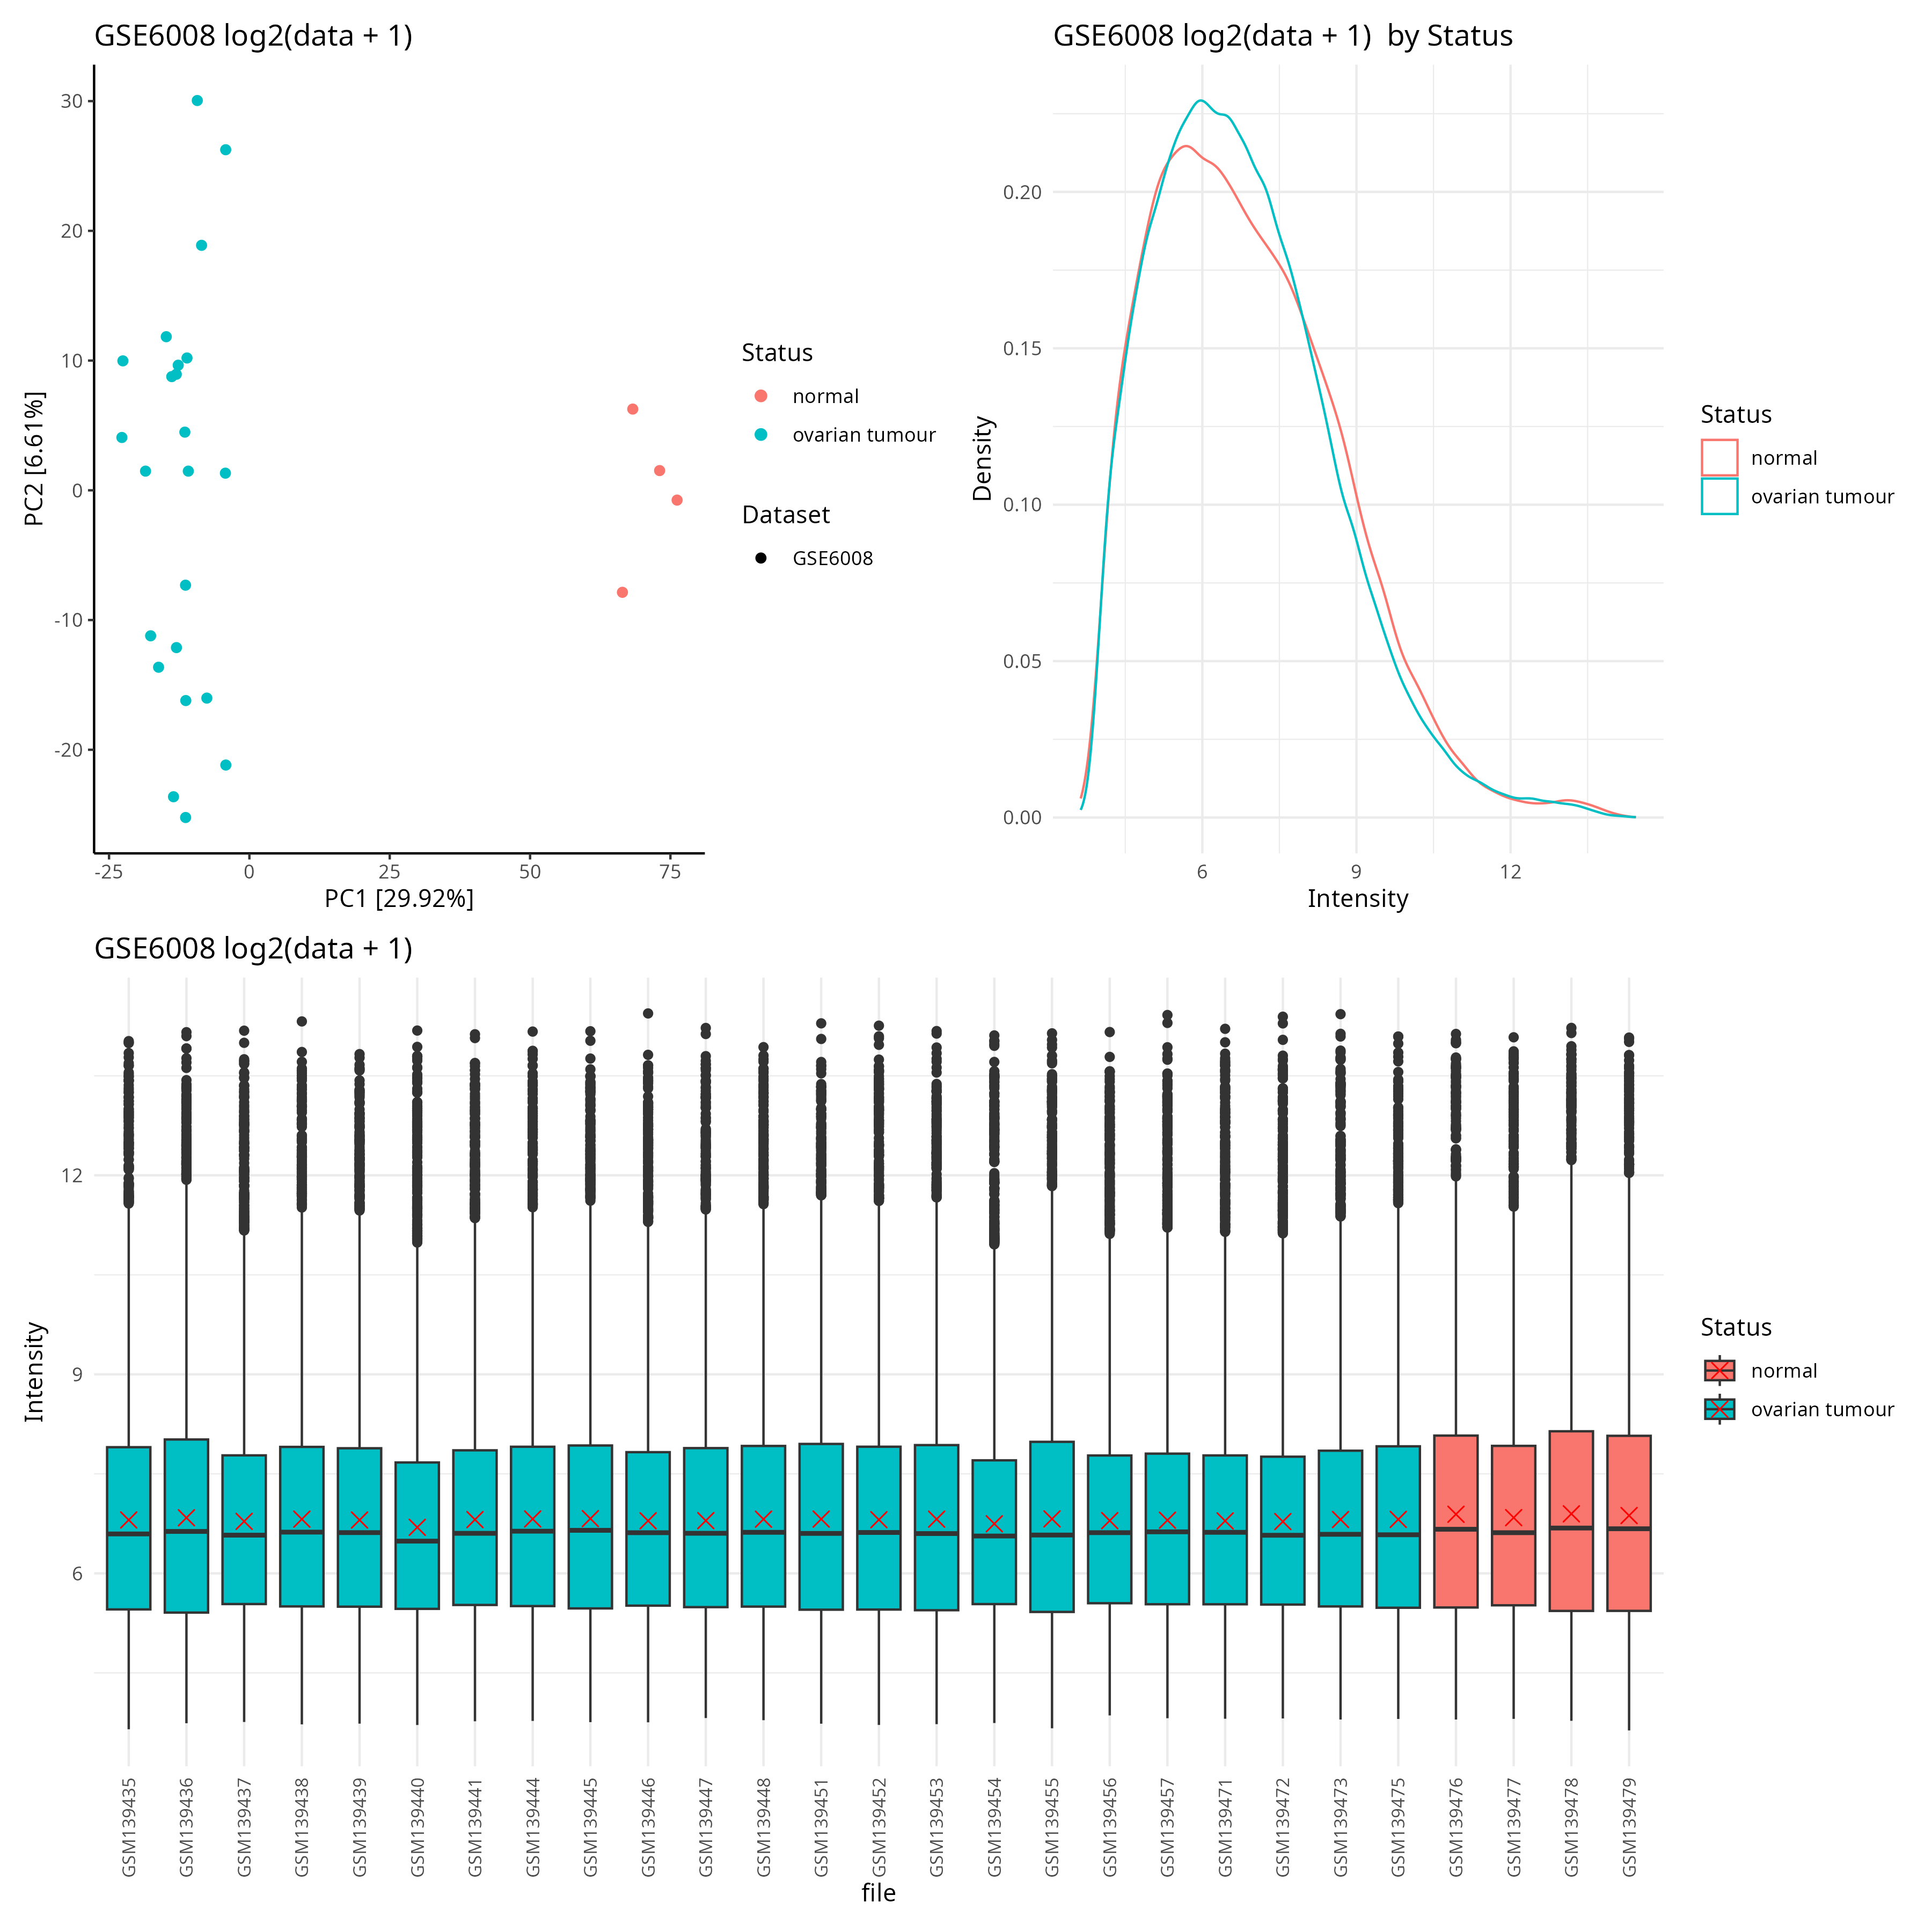 GSE6008 log2(data + 1)
30
20
10
0
-10
-20
PC2 [6.61%]
-25 0 25 50 75
PC1 [29.92%]
Status
normal
ovarian tumour
Dataset
GSE6008
GSE6008 log2(data + 1)  by Status
0.20
0.15
0.10
0.05
0.00
Density
6 9 12
Intensity
Status
normal
ovarian tumour
GSE6008 log2(data + 1)
12
9
6
Intensity
GSM139435
GSM139436
GSM139437
GSM139438
GSM139439
GSM139440
GSM139441
GSM139444
GSM139445
GSM139446
GSM139447
GSM139448
GSM139451
GSM139452
GSM139453
GSM139454
GSM139455
GSM139456
GSM139457
GSM139471
GSM139472
GSM139473
GSM139475
GSM139476
GSM139477
GSM139478
GSM139479
file
Status
normal
ovarian tumour